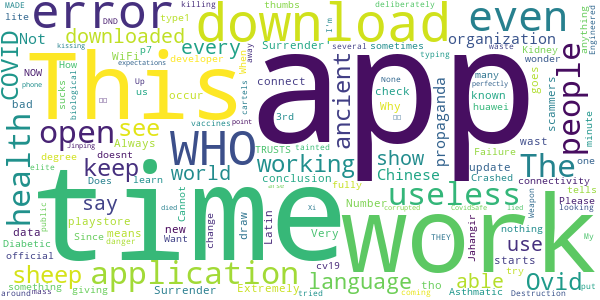 DND killing type1 MADE deliberately Engineered
lite thumbs I'm
error download even
downloaded WiFi p7 Surrender several sometimes kissing expectations
Not every organization typing Kidney anything
COVID This app ancient people
sucks How NOW developer When away Up
biological us connect check Why None phone
goes wonder
bad occur 3rd many known huawei scammers minute
open see WHO propaganda
degree Always doesnt working show Chinese
TRUSTS tainted
health keep world conclusion fully update Crashed Failure one wast
Does learn connectivity
say time work useless The
data playstore Cannot Number Very tells Please looking
public Since means new Latin Jahangir starts nothing
Diabetic official Want change draw language use Xi Corrupted CovidSafe lied Weapon My
sheep application able Ovid
something giving cv19 tho THEY try put
around mass Surrender danger Extremely died tried Asthmatic coming Destruction
elite Jinping vaccines point cartels perfectly waste